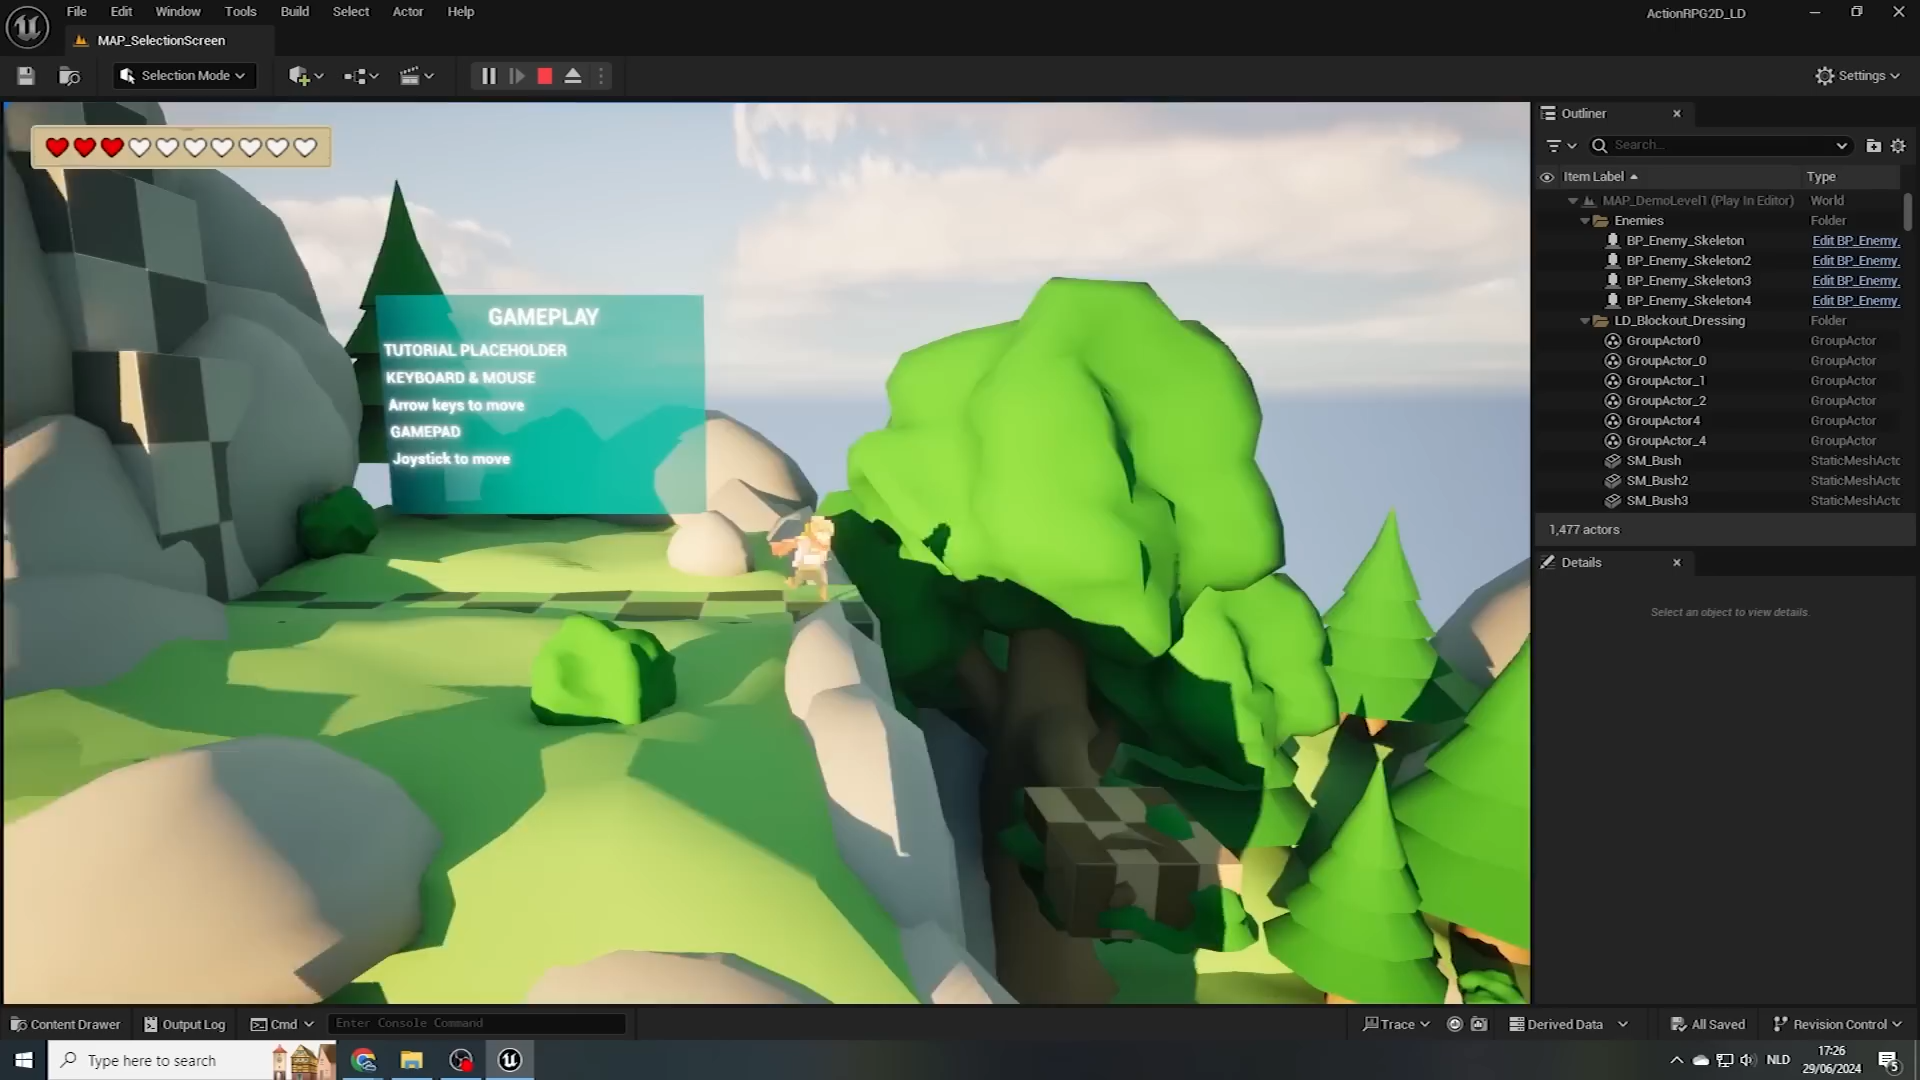 File Edit Window Tools Build Select Actor Help
ActionRPG2D_LD
MAP_SelectionScreen
Selection Mode
Settings
GAMEPLAY
TUTORIAL PLACEHOLDER
KEYBOARD & MOUSE
Arrow keys to move
GAMEPAD
Joystick to move
Outliner
Search...
Item Label Type
MAP_DemoLevel1 (Play In Editor) World
Enemies Folder
BP_Enemy_Skeleton Edit BP_Enemy.
BP_Enemy_Skeleton2 Edit BP_Enemy.
BP_Enemy_Skeleton3 Edit BP_Enemy.
BP_Enemy_Skeleton4 Edit BP_Enemy.
LD_Blockout_Dressing Folder
GroupActor0 GroupActor
GroupActor_0 GroupActor
GroupActor_1 GroupActor
GroupActor_2 GroupActor
GroupActor4 GroupActor
GroupActor_4 GroupActor
SM_Bush StaticMeshActo
SM_Bush2 StaticMeshActo
SM_Bush3 StaticMeshActo
1,477 actors
Details
Select an object to view details.
Content Drawer Output Log Cmd Enter Console Command Trace Derived Data All Saved Revision Control
Type here to search
NLD
17:26
29/06/2024
5